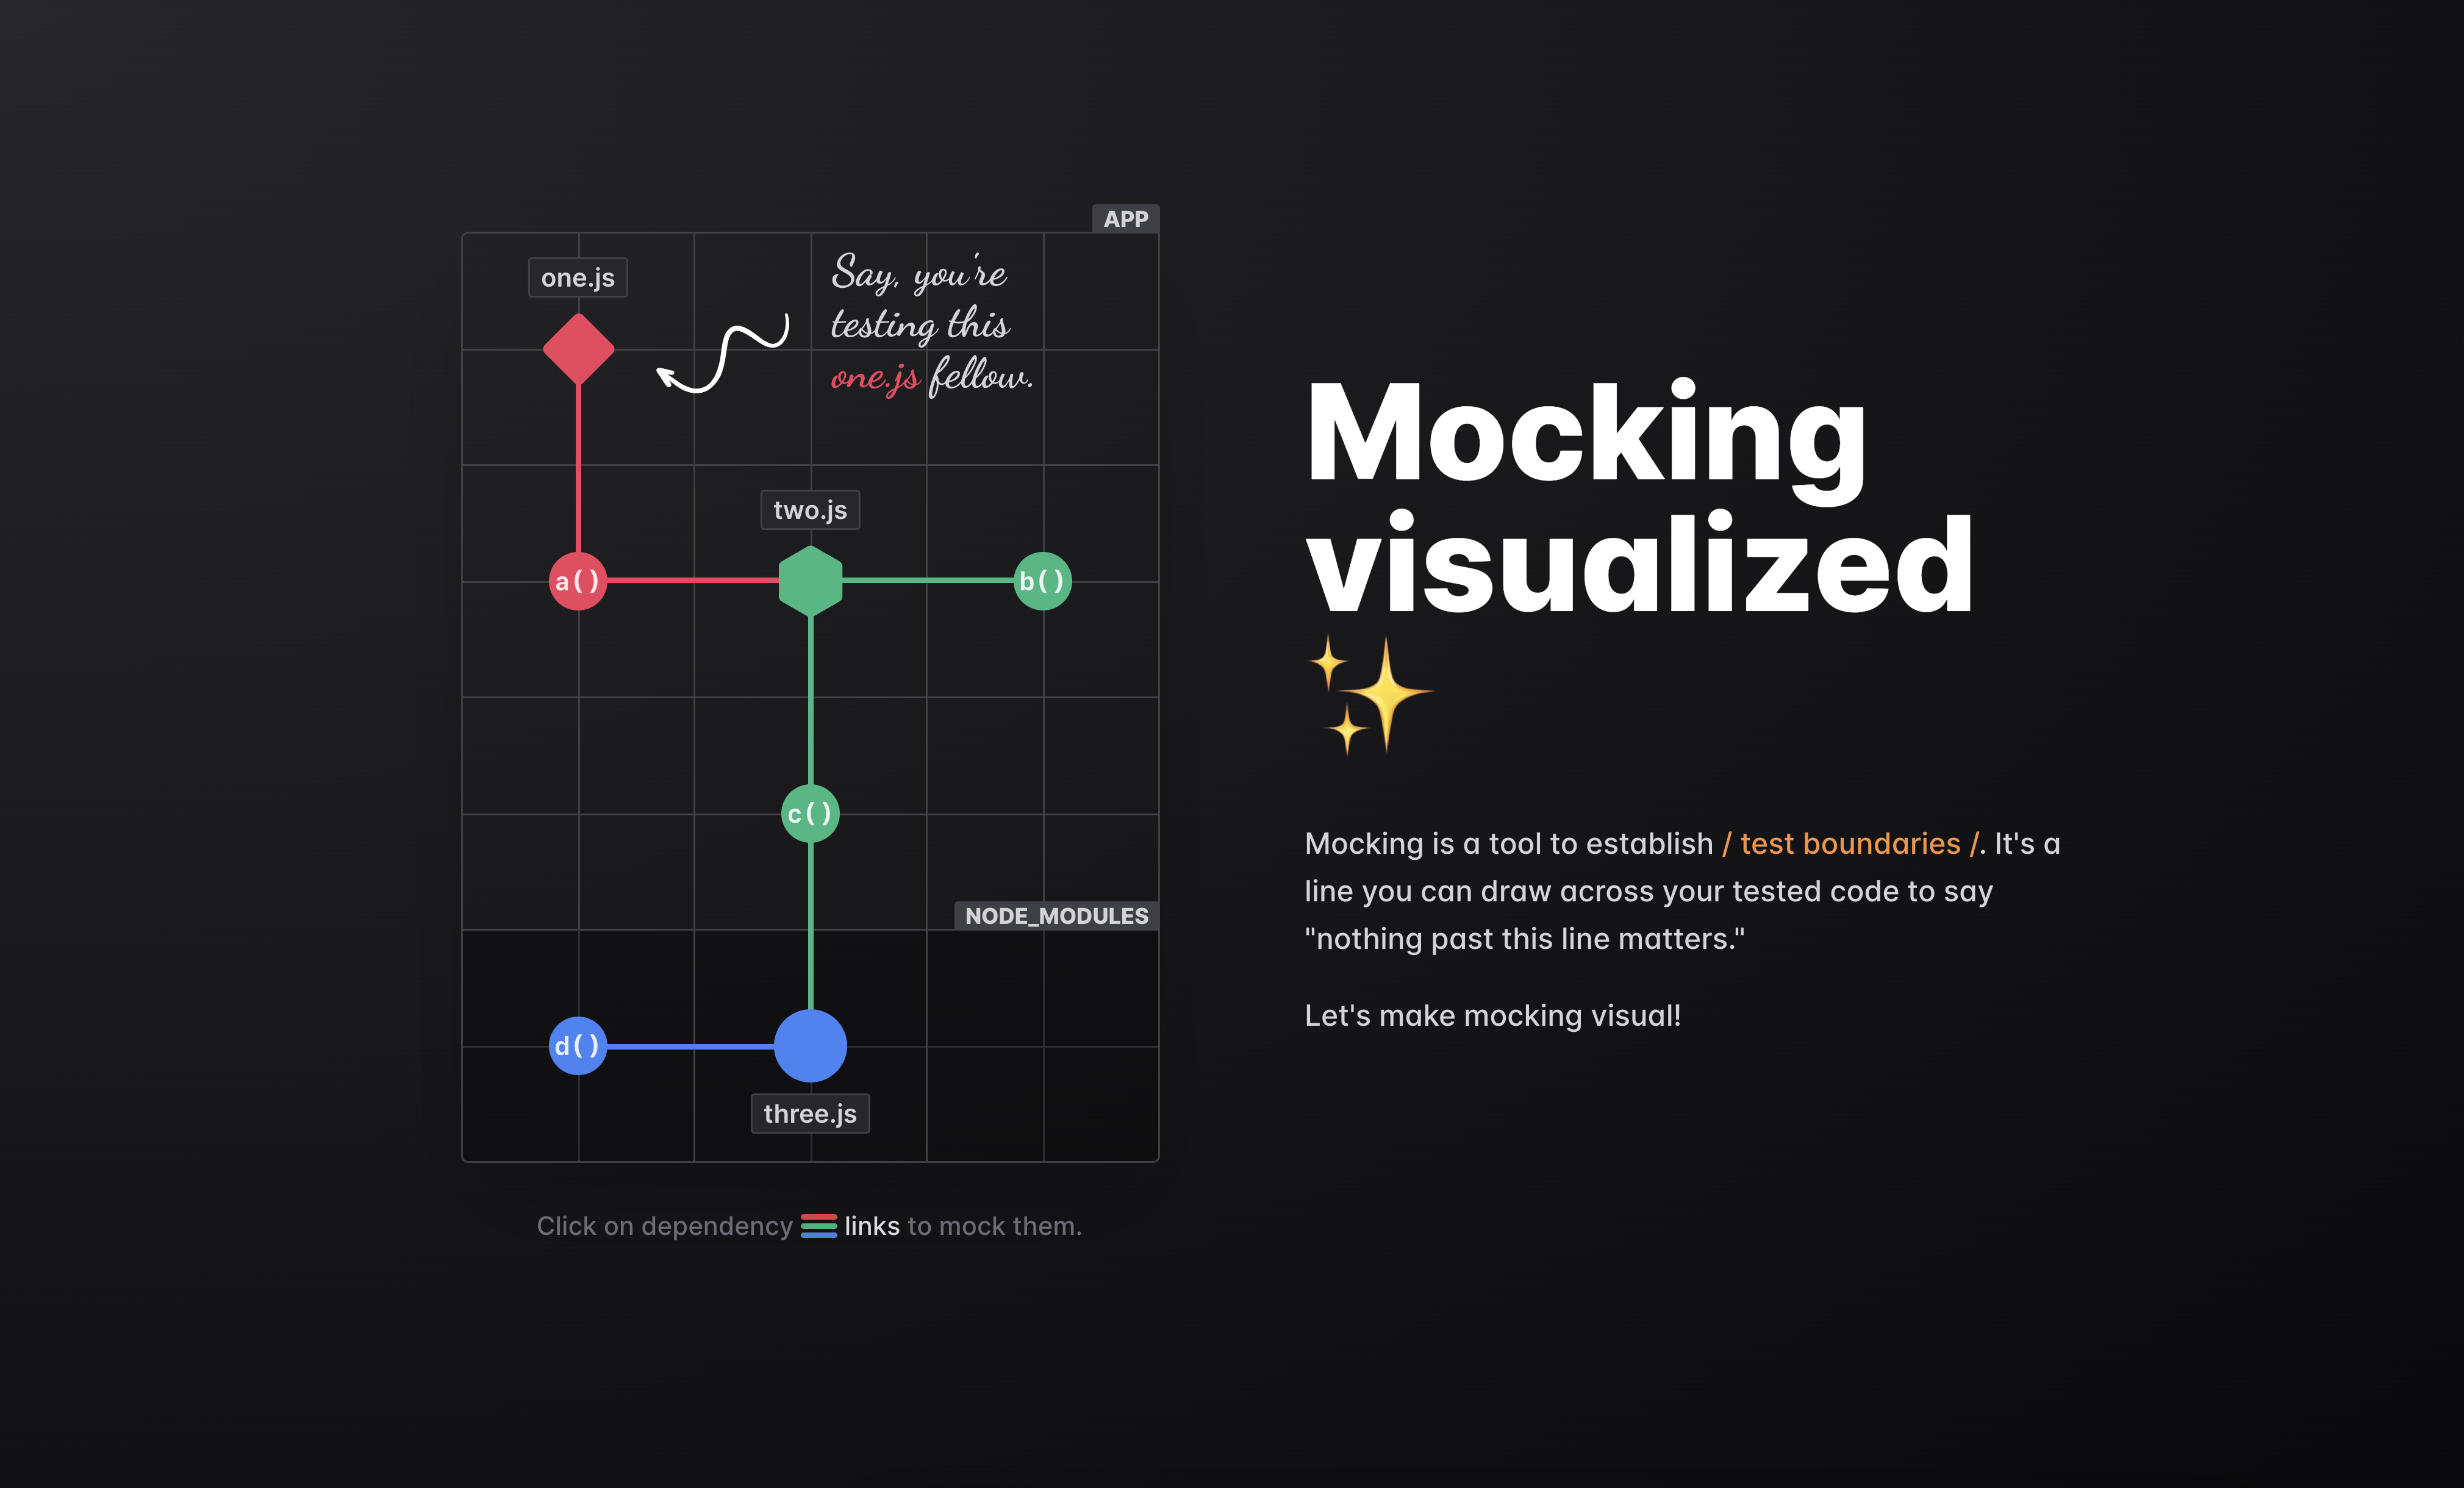 APP
one.js
Say, you're
testing this
one.js fellow.
two.js
a()
b()
c()
NODE_MODULES
d()
three.js
Click on dependency links to mock them.
Mocking
visualized
✨
Mocking is a tool to establish / test boundaries /. It's a
line you can draw across your tested code to say
"nothing past this line matters."
Let's make mocking visual!